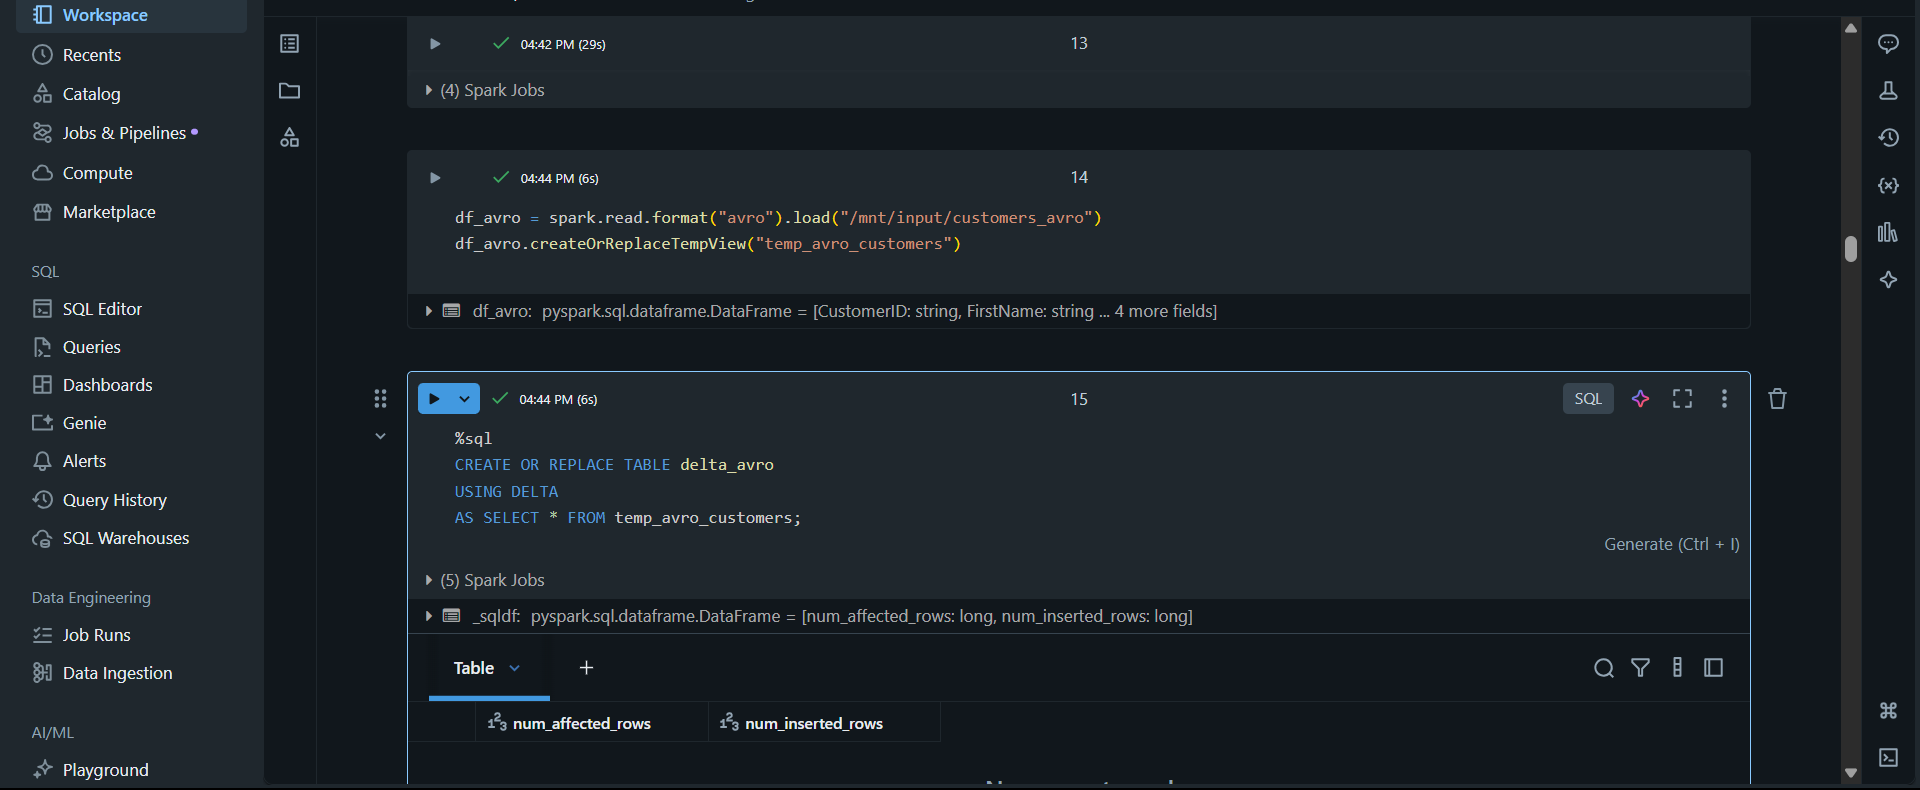 Workspace
Recents
Catalog
Jobs & Pipelines
Compute
Marketplace
SQL
SQL Editor
Queries
Dashboards
Genie
Alerts
Query History
SQL Warehouses
Data Engineering
Job Runs
Data Ingestion
AI/ML
Playground
04:42 PM (29s)
13
(4) Spark Jobs
04:44 PM (6s)
14
df_avro = spark.read.format("avro").load("/mnt/input/customers_avro")
df_avro.createOrReplaceTempView("temp_avro_customers")
df_avro: pyspark.sql.dataframe.DataFrame = [CustomerID: string, FirstName: string ... 4 more fields]
04:44 PM (6s)
15
SQL
%sql
CREATE OR REPLACE TABLE delta_avro
USING DELTA
AS SELECT * FROM temp_avro_customers;
Generate (Ctrl + I)
(5) Spark Jobs
_sqldf: pyspark.sql.dataframe.DataFrame = [num_affected_rows: long, num_inserted_rows: long]
Table
+
123 num_affected_rows
123 num_inserted_rows